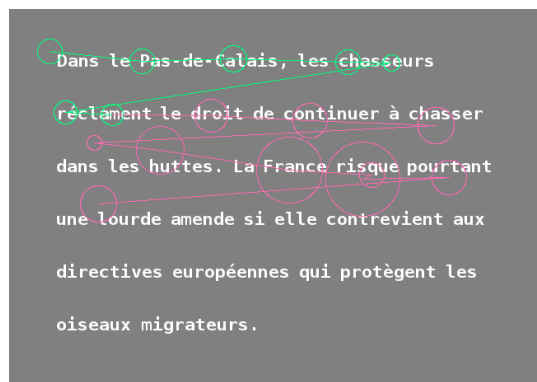 Dans le Pas-de-Calais, les chasseurs
réclament le droit de continuer à chasser
dans les huttes. La France risque pourtant
une lourde amende si elle contrevient aux
directives européennes qui protègent les
oiseaux migrateurs.